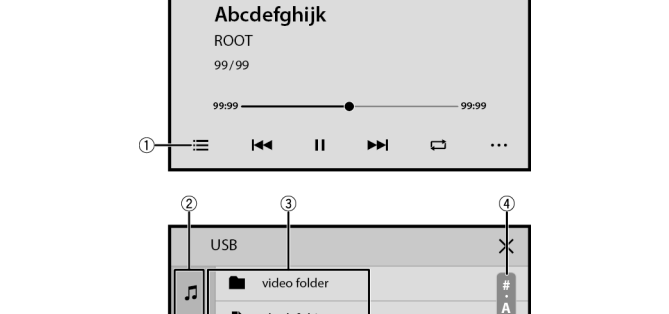 Abcdefghijk
ROOT
99/99
99:99 99:99
①
② ③ ④
USB
video folder
#
A